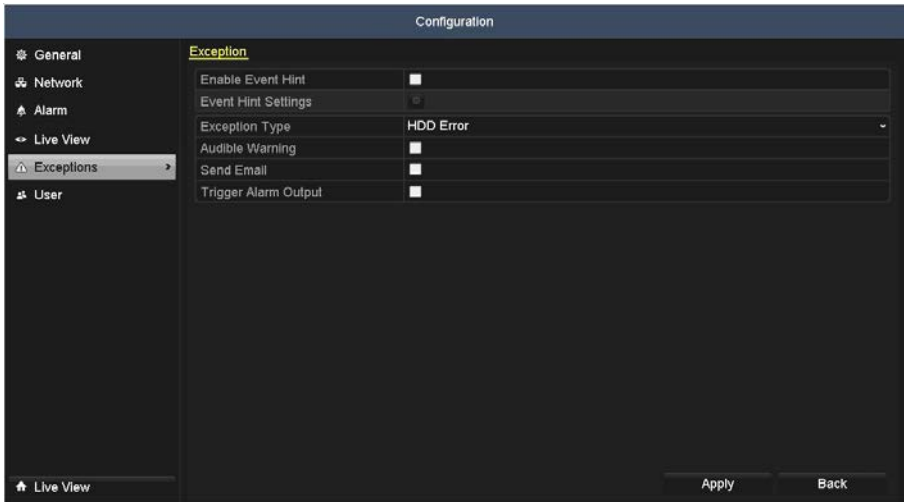 Configuration
General
Network
Alarm
Live View
Exceptions
User
Live View
Exception
Enable Event Hint
Event Hint Settings
Exception Type HDD Error
Audible Warning
Send Email
Trigger Alarm Output
Apply Back